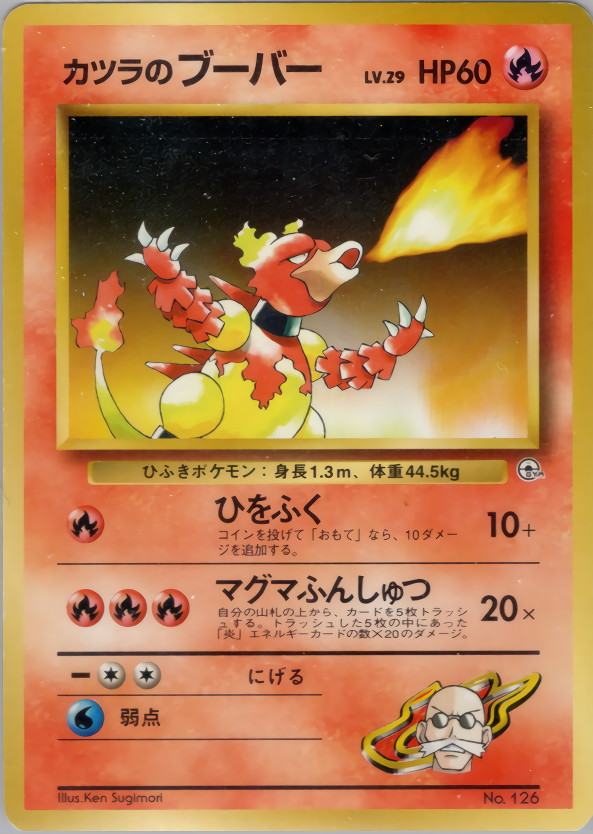 カツラのブーバー LV.29 HP60
ひふきポケモン：身長1.3m、体重44.5kg
GYM
ひをふく 10+
コインを投げて「おもて」なら、10ダメー
ジを追加する。
マグマふんしゅつ 20×
自分の山札の上から、カードを5枚トラッシ
ュする。トラッシュした5枚の中にあった
「炎」エネルギーカードの数×20のダメージ。
にげる
弱点
Illus.Ken Sugimori No. 126